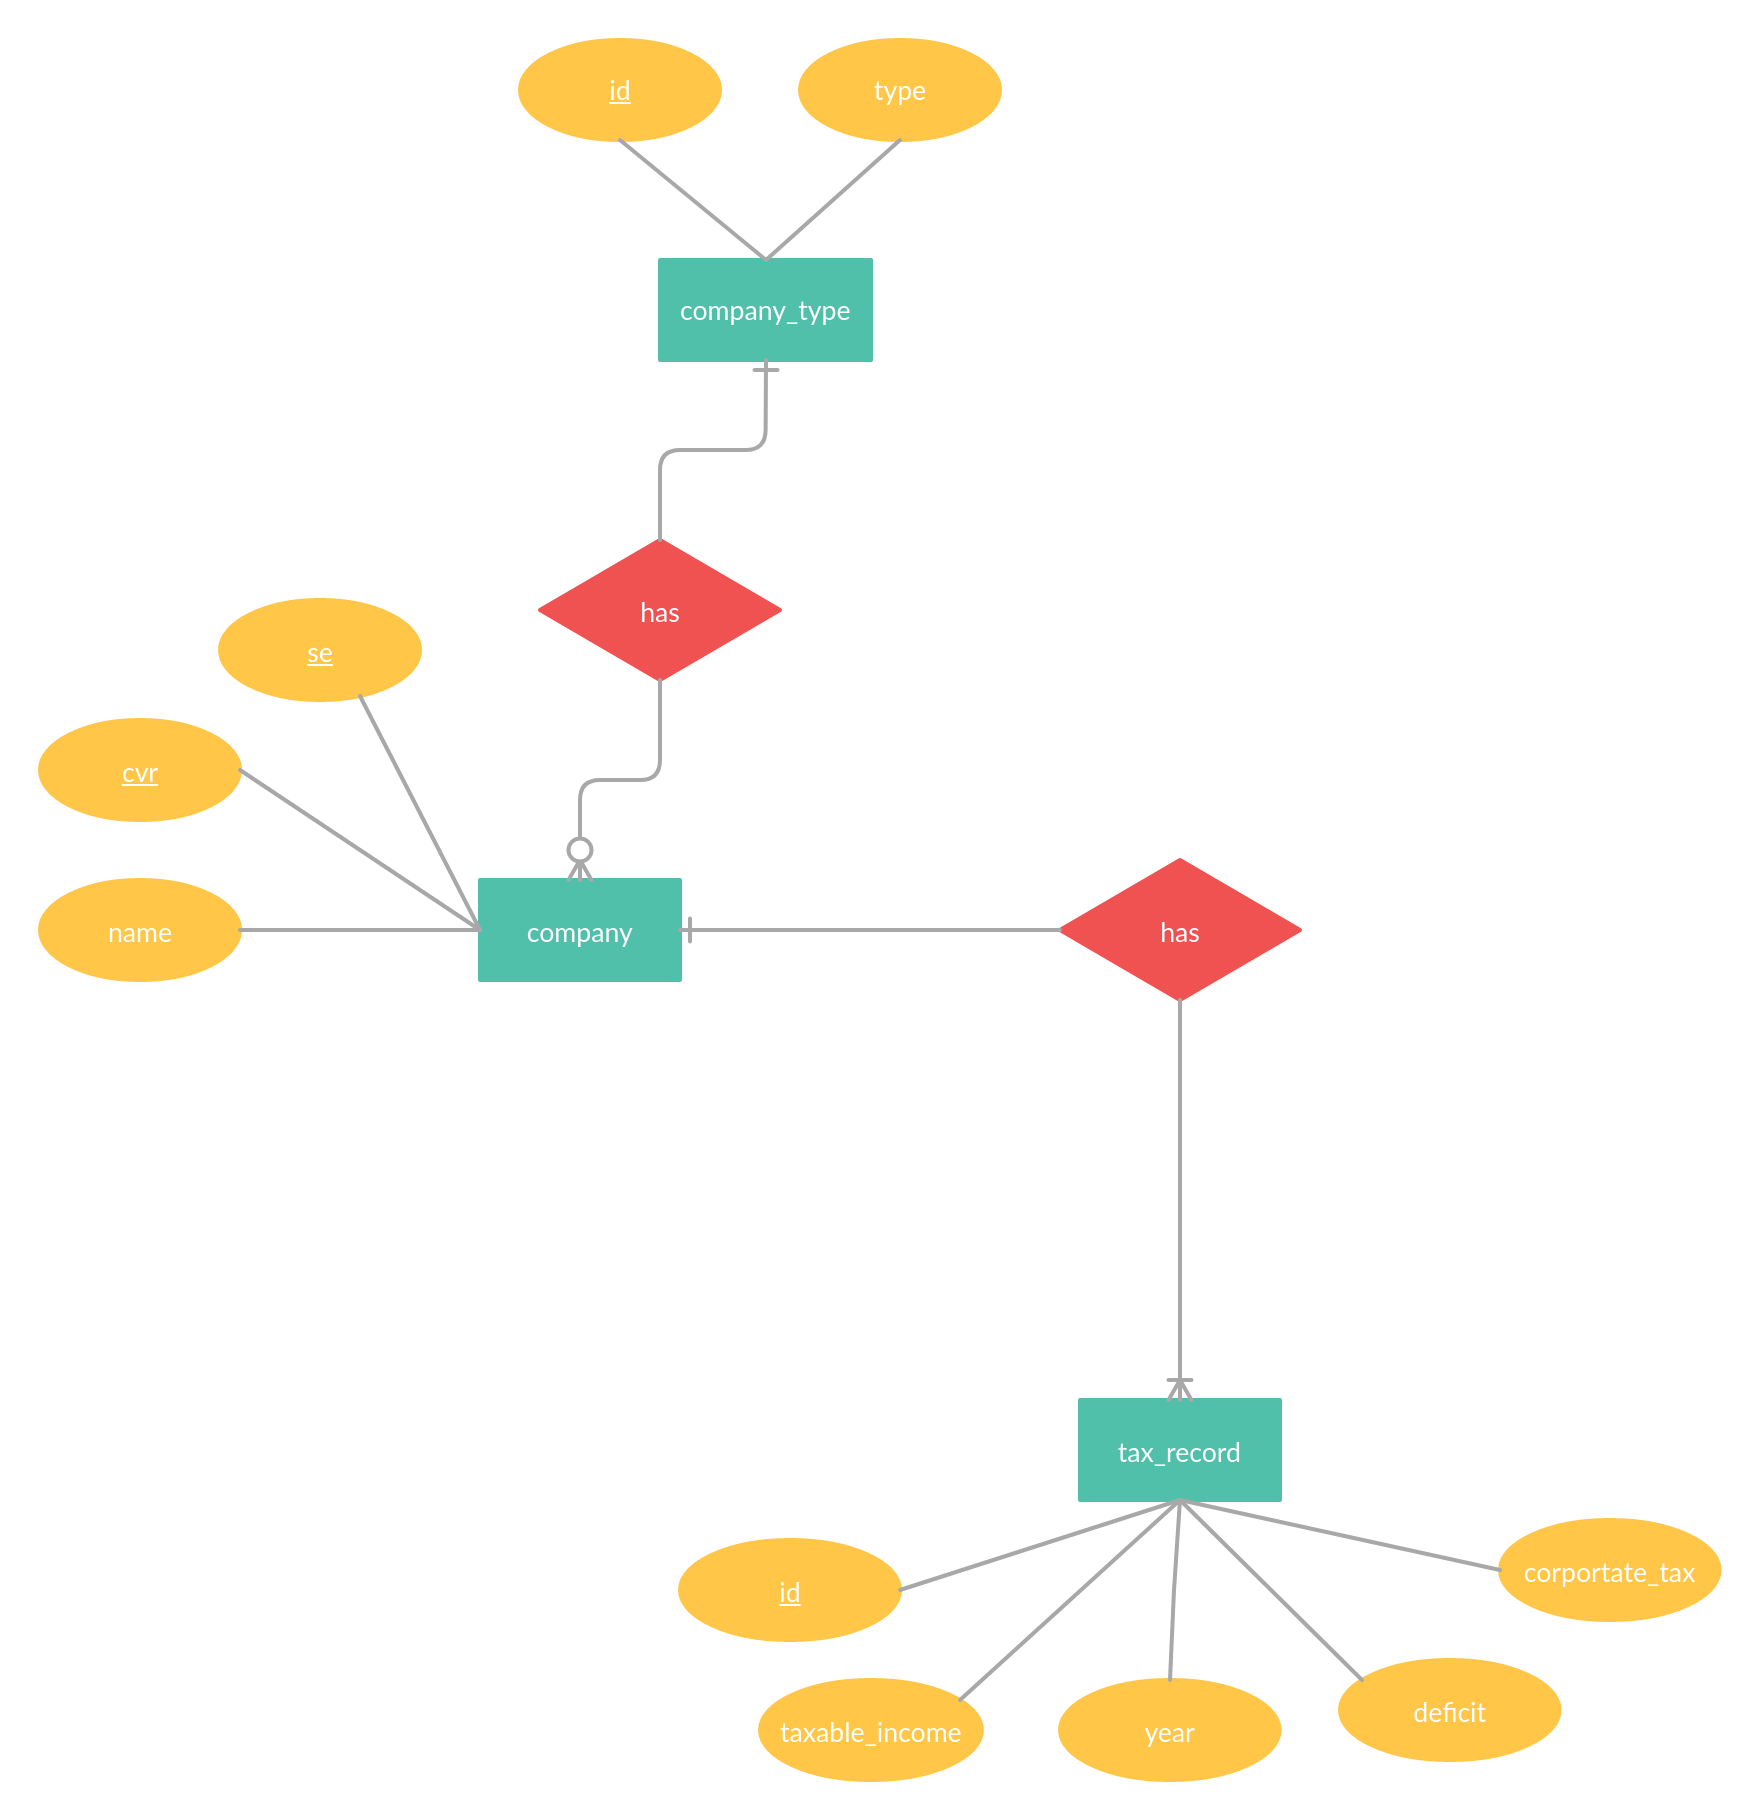 id
type
company_type
has
se
cvr
name
company
has
tax_record
id
corportate_tax
taxable_income
year
deficit